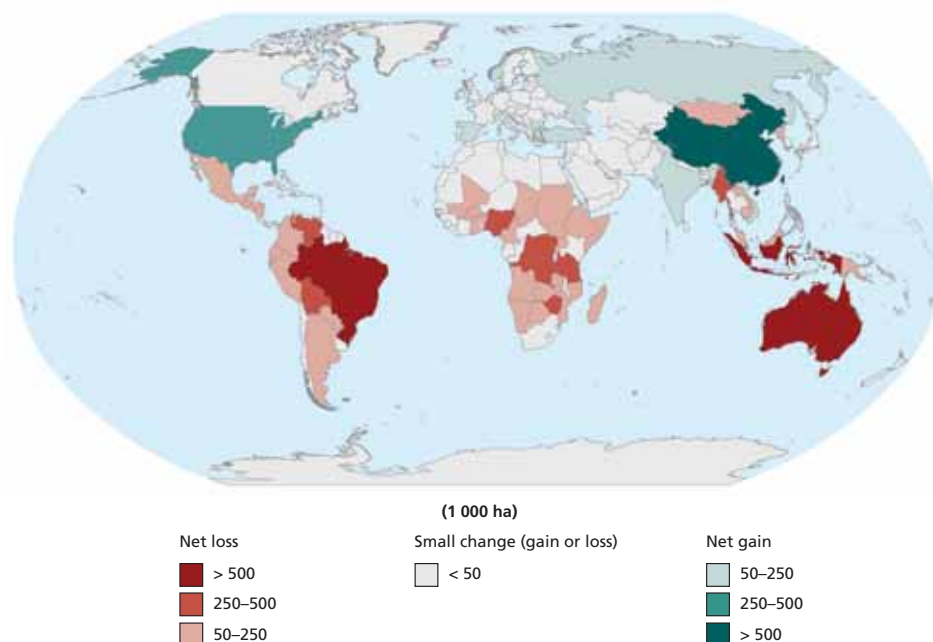 (1 000 ha)
Net loss
> 500
250–500
50–250
Small change (gain or loss)
< 50
Net gain
50–250
250–500
> 500